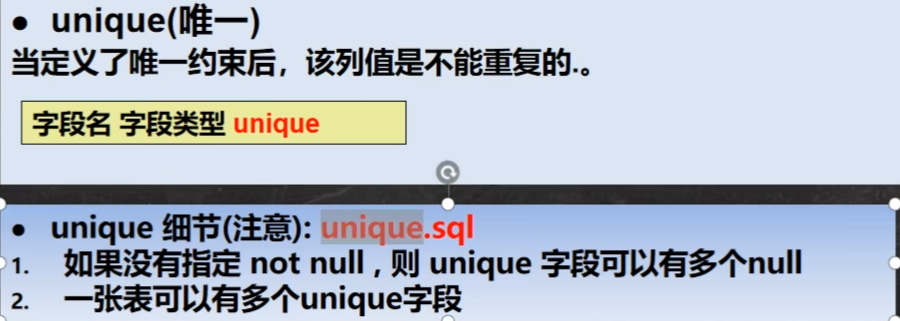 ● unique(唯一)
当定义了唯一约束后，该列值是不能重复的.。
字段名 字段类型 unique
● unique 细节(注意): unique.sql
1. 如果没有指定 not null , 则 unique 字段可以有多个null
2. 一张表可以有多个unique字段